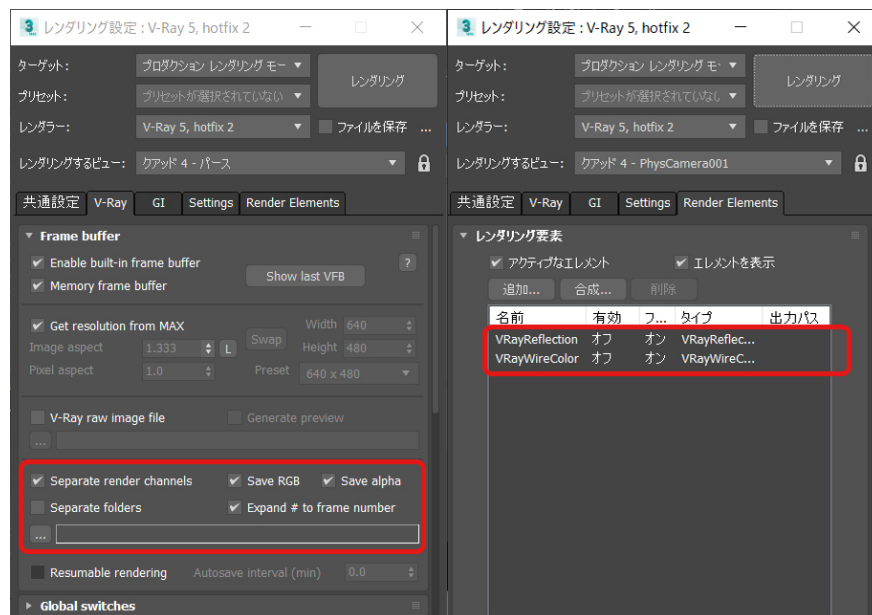 レンダリング設定 : V-Ray 5, hotfix 2
ターゲット:
プロダクション レンダリング モー
レンダリング
プリセット:
プリセットが選択されていない
レンダラー:
V-Ray 5, hotfix 2
ファイルを保存 ...
レンダリングするビュー:
クアッド 4 - パース
共通設定 V-Ray GI Settings Render Elements
Frame buffer
Enable built-in frame buffer
?
Memory frame buffer
Show last VFB
Get resolution from MAX
Width 640
Image aspect 1.333 L
Swap
Height 480
Pixel aspect 1.0
Preset 640 x 480
V-Ray raw image file
Generate preview
...
Separate render channels
Save RGB
Save alpha
Separate folders
Expand # to frame number
...
Resumable rendering
Autosave interval (min) 0.0
Global switches
レンダリング設定 : V-Ray 5, hotfix 2
ターゲット:
プロダクション レンダリング モ
レンダリング
プリセット:
プリセットが選択されていない
レンダラー:
V-Ray 5, hotfix 2
ファイルを保存 ...
レンダリングするビュー:
クアッド 4 - PhysCamera001
共通設定 V-Ray GI Settings Render Elements
レンダリング要素
アクティブなエレメント
エレメントを表示
追加... 合成... 削除
名前 有効 フ... タイプ 出力パス
VRayReflection オフ オン VRayReflec...
VRayWireColor オフ オン VRayWireC...